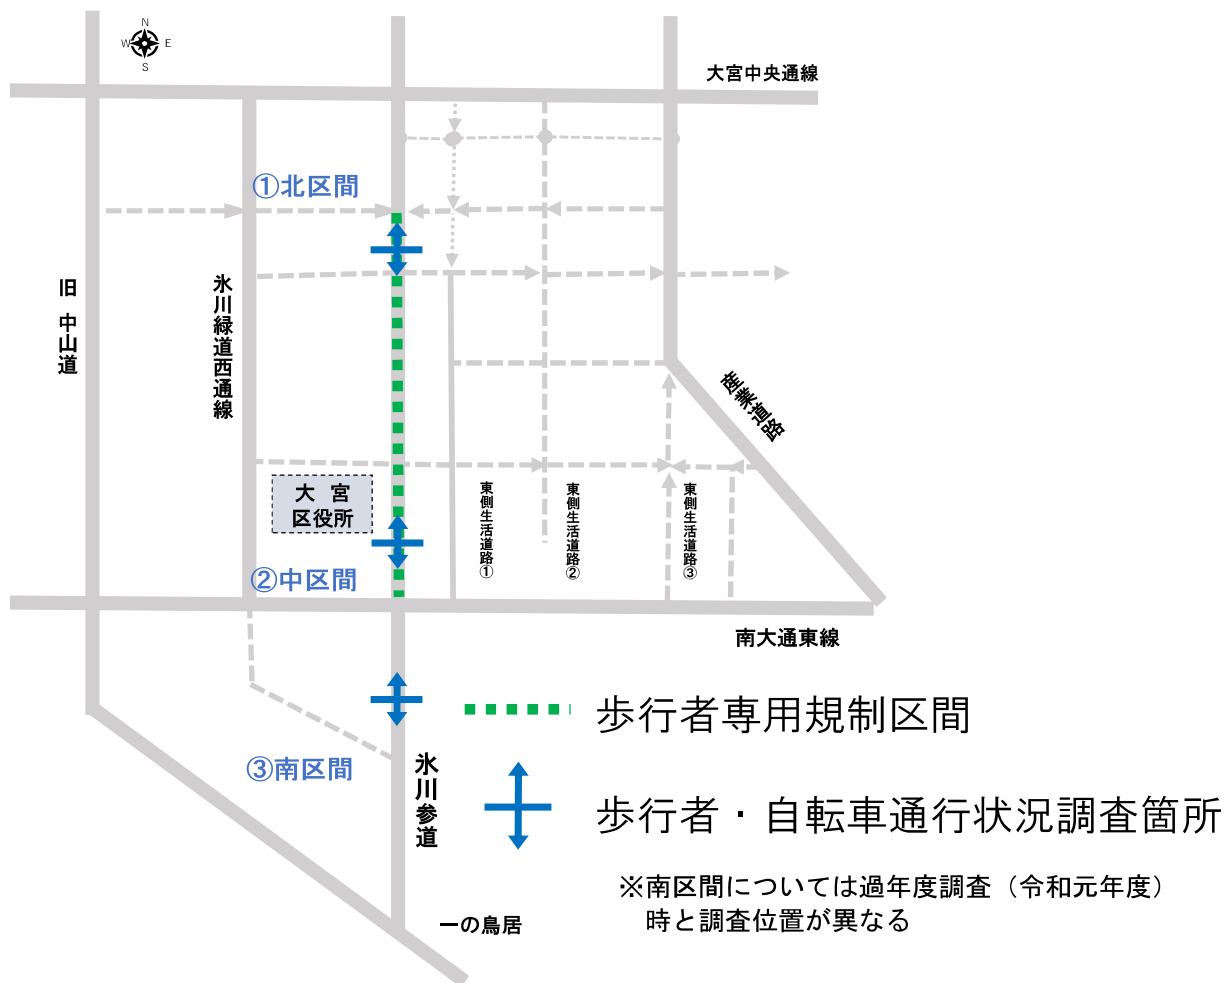 N
W
E
S
大宮中央通線
①北区間
旧 中山道
氷川緑道西通線
産業道路
大 宮
区役所
東側生活道路①
東側生活道路②
東側生活道路③
②中区間
南大通東線
歩行者専用規制区間
③南区間
氷川参道
歩行者・自転車通行状況調査箇所
※南区間については過年度調査（令和元年度）
時と調査位置が異なる
一の鳥居